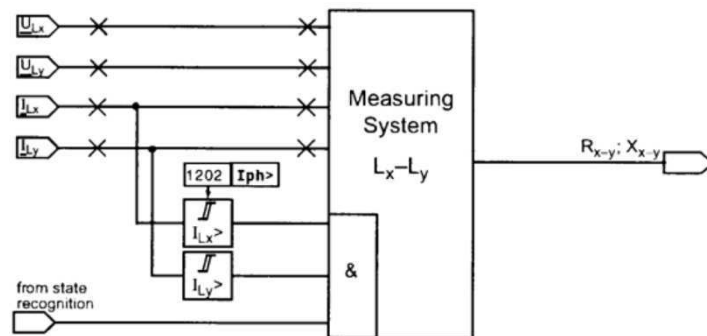 U_Lx
U_Ly
I_Lx
I_Ly
Measuring
System
L_x–L_y
R_x–y; X_x–y
1202 Iph>
I_Lx>
I_Ly>
&
from state
recognition